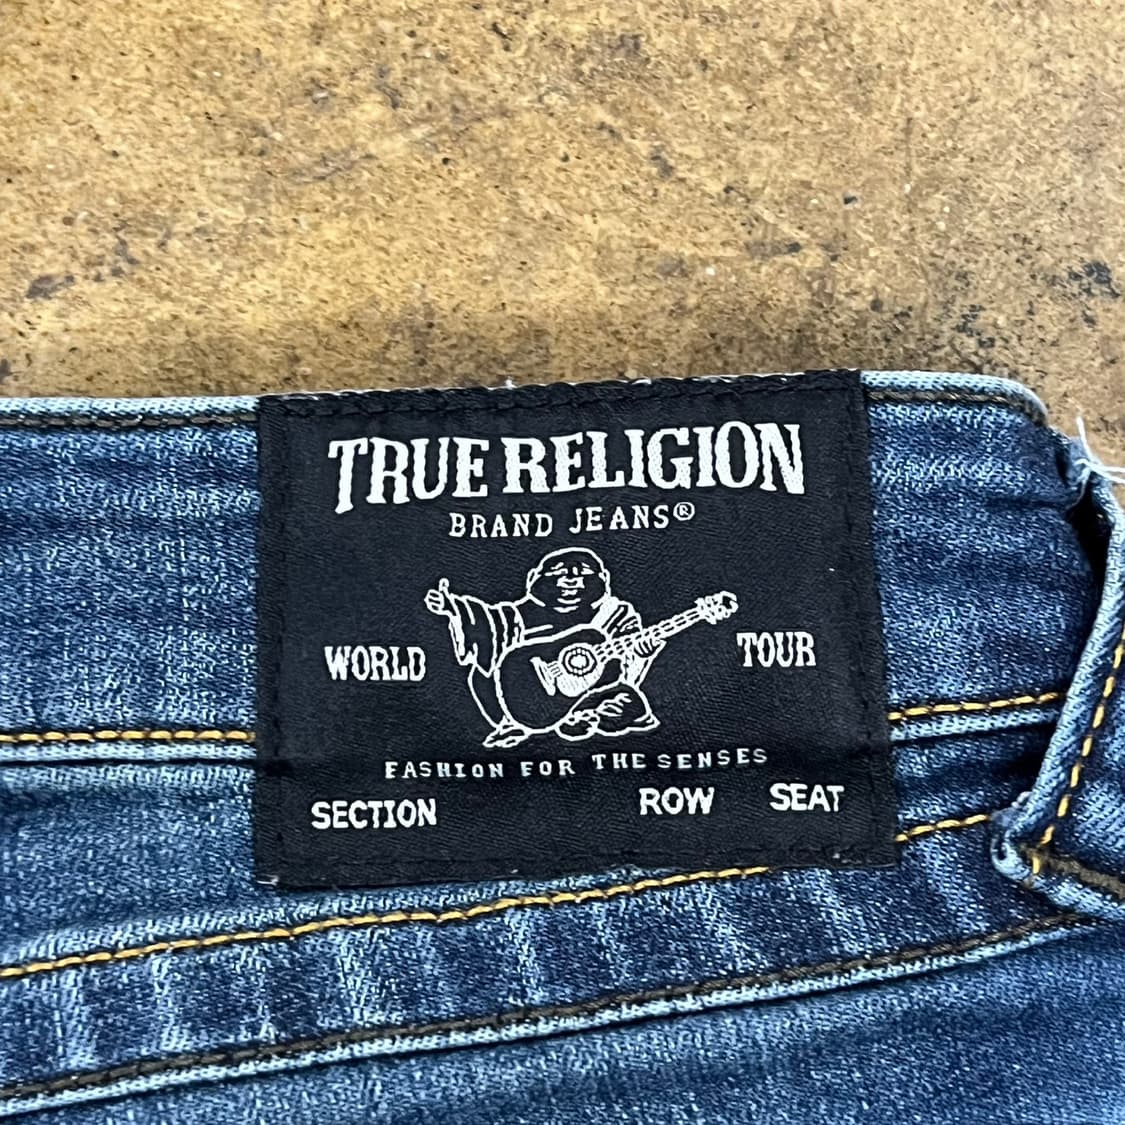 TRUE RELIGION
BRAND JEANS®
WORLD TOUR
FASHION FOR THE SENSES
SECTION ROW SEAT